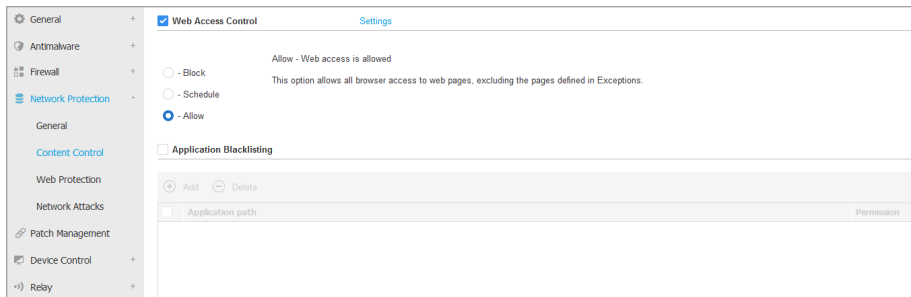 General +
Antimalware +
Firewall +
Network Protection -
General
Content Control
Web Protection
Network Attacks
Patch Management
Device Control +
Relay +
Web Access Control Settings
Allow - Web access is allowed
This option allows all browser access to web pages, excluding the pages defined in Exceptions.
- Block
- Schedule
- Allow
Application Blacklisting
Add Delete
Application path Permission